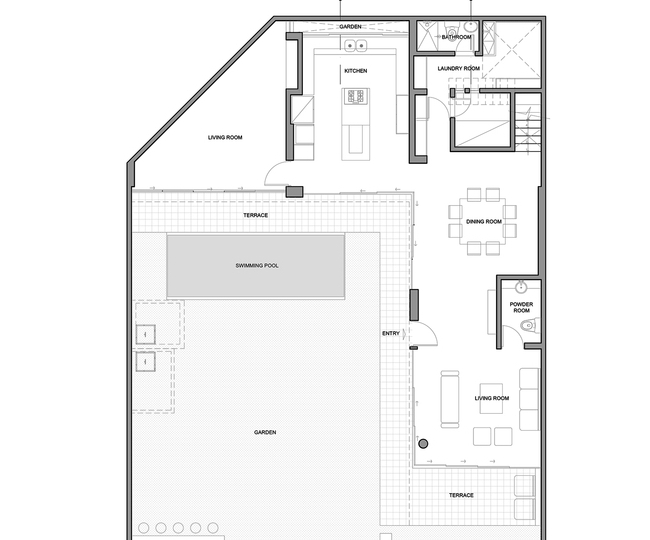 GARDEN
BATHROOM
KITCHEN
LAUNDRY ROOM
LIVING ROOM
TERRACE
DINING ROOM
SWIMMING POOL
POWDER
ROOM
ENTRY
LIVING ROOM
GARDEN
TERRACE